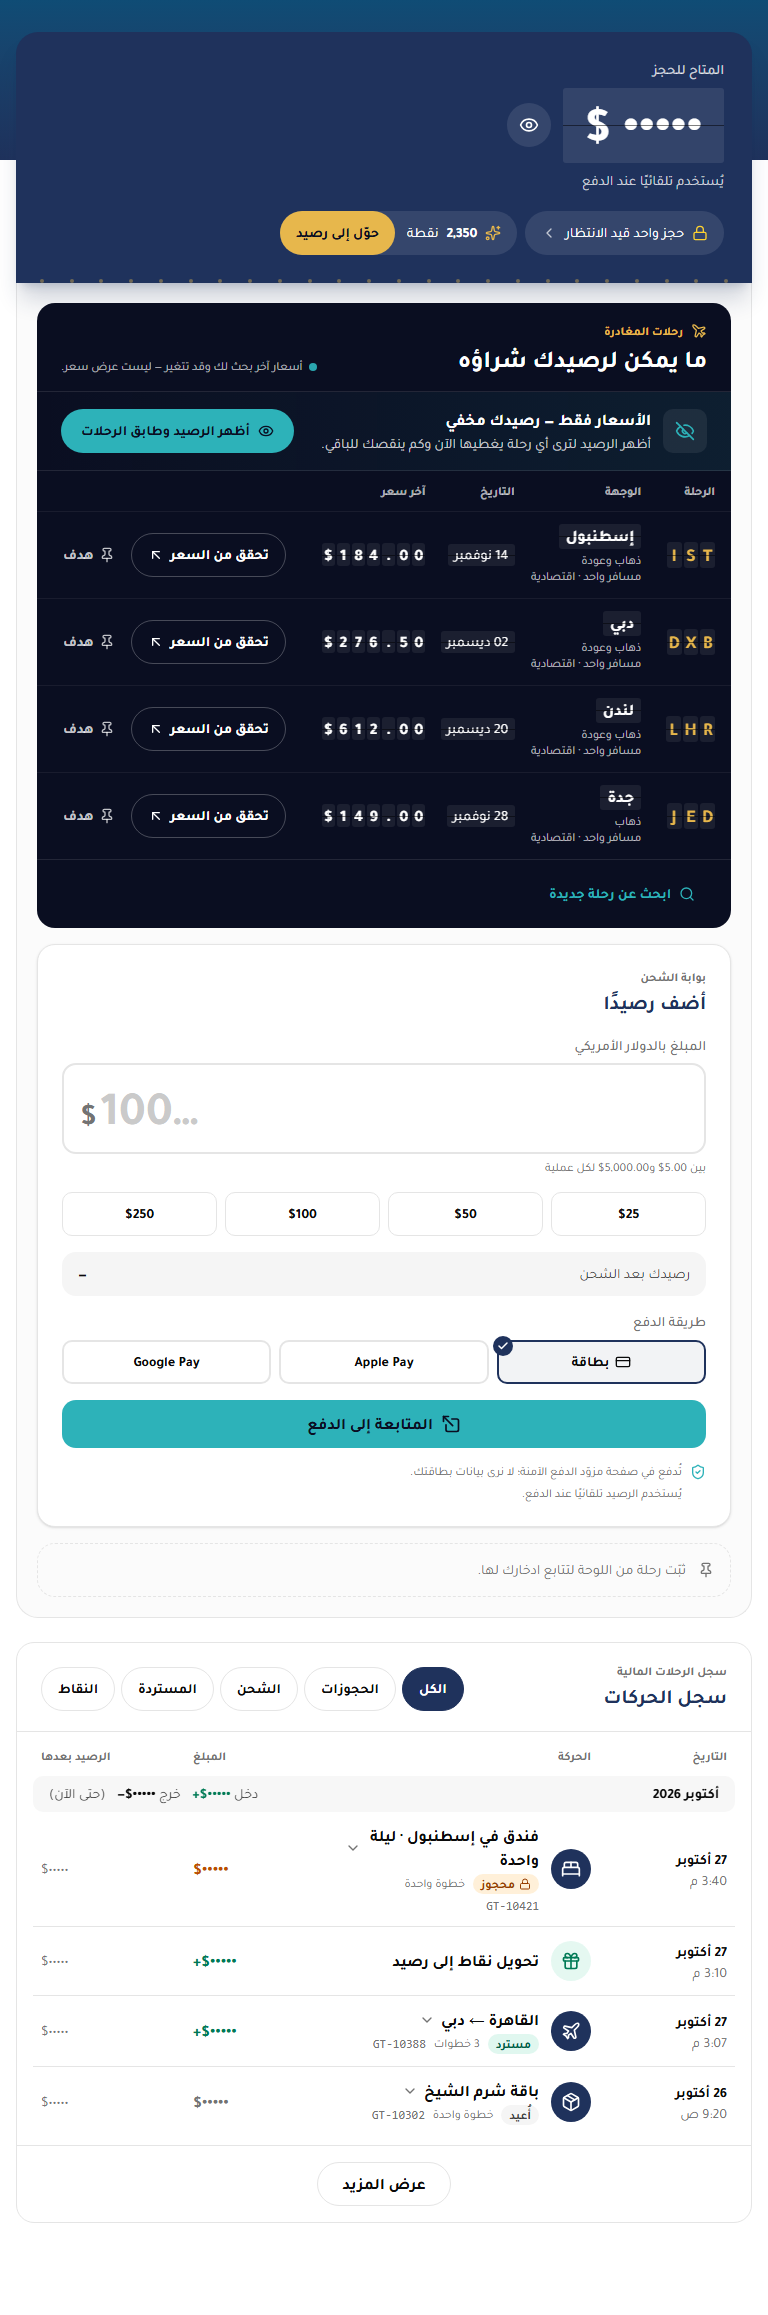 المتاح للحجز
$ •••••
يُستخدم تلقائيًا عند الدفع
حجز واحد قيد الانتظار
2,350 نقطة
حوّل إلى رصيد
رحلات المغادرة
ما يمكن لرصيدك شراؤه
أسعار آخر بحث لك وقد تتغير – ليست عرض سعر.
الأسعار فقط – رصيدك مخفي
أظهر الرصيد لترى أي رحلة يغطيها الآن وكم ينقصك للباقي.
أظهر الرصيد وطابق الرحلات
الرحلة الوجهة التاريخ آخر سعر
IST إسطنبول 14 نوفمبر $184.00 تحقق من السعر هدف
ذهاب وعودة
مسافر واحد · اقتصادية
DXB دبي 02 ديسمبر $276.50 تحقق من السعر هدف
ذهاب وعودة
مسافر واحد · اقتصادية
LHR لندن 20 ديسمبر $612.00 تحقق من السعر هدف
ذهاب وعودة
مسافر واحد · اقتصادية
JED جدة 28 نوفمبر $149.00 تحقق من السعر هدف
ذهاب
مسافر واحد · اقتصادية
ابحث عن رحلة جديدة
بوابة الشحن
أضف رصيدًا
المبلغ بالدولار الأمريكي
$ 100...
بين $5.00 و$5,000.00 لكل عملية
$25 $50 $100 $250
رصيدك بعد الشحن –
طريقة الدفع
بطاقة Apple Pay Google Pay
المتابعة إلى الدفع
تُدفع في صفحة مزوّد الدفع الآمنة؛ لا نرى بيانات بطاقتك.
يُستخدم الرصيد تلقائيًا عند الدفع.
ثبّت رحلة من اللوحة لتتابع ادخارك لها.
سجل الرحلات المالية
سجل الحركات
الكل الحجوزات الشحن المستردة النقاط
التاريخ الحركة المبلغ الرصيد بعدها
أكتوبر 2026 دخل +$••••• خرج –$••••• (حتى الآن)
27 أكتوبر
3:40 م
فندق في إسطنبول · ليلة واحدة
محجوز خطوة واحدة
GT-10421
$•••••
$•••••
27 أكتوبر
3:10 م
تحويل نقاط إلى رصيد
+$•••••
$•••••
27 أكتوبر
3:07 م
القاهرة ← دبي
مسترد 3 خطوات GT-10388
+$•••••
$•••••
26 أكتوبر
9:20 ص
باقة شرم الشيخ
أُعيد خطوة واحدة GT-10302
$•••••
$•••••
عرض المزيد